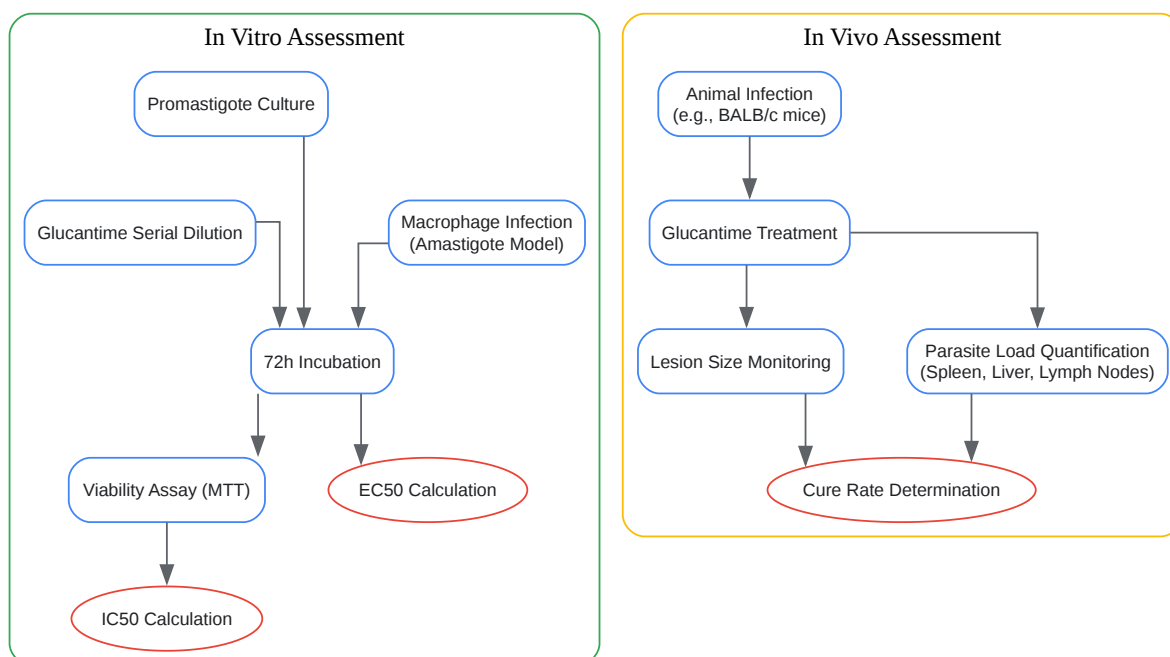 In Vitro Assessment
Promastigote Culture
Glucantime Serial Dilution
Macrophage Infection
(Amastigote Model)
72h Incubation
Viability Assay (MTT)
EC50 Calculation
IC50 Calculation
In Vivo Assessment
Animal Infection
(e.g., BALB/c mice)
Glucantime Treatment
Lesion Size Monitoring
Parasite Load Quantification
(Spleen, Liver, Lymph Nodes)
Cure Rate Determination